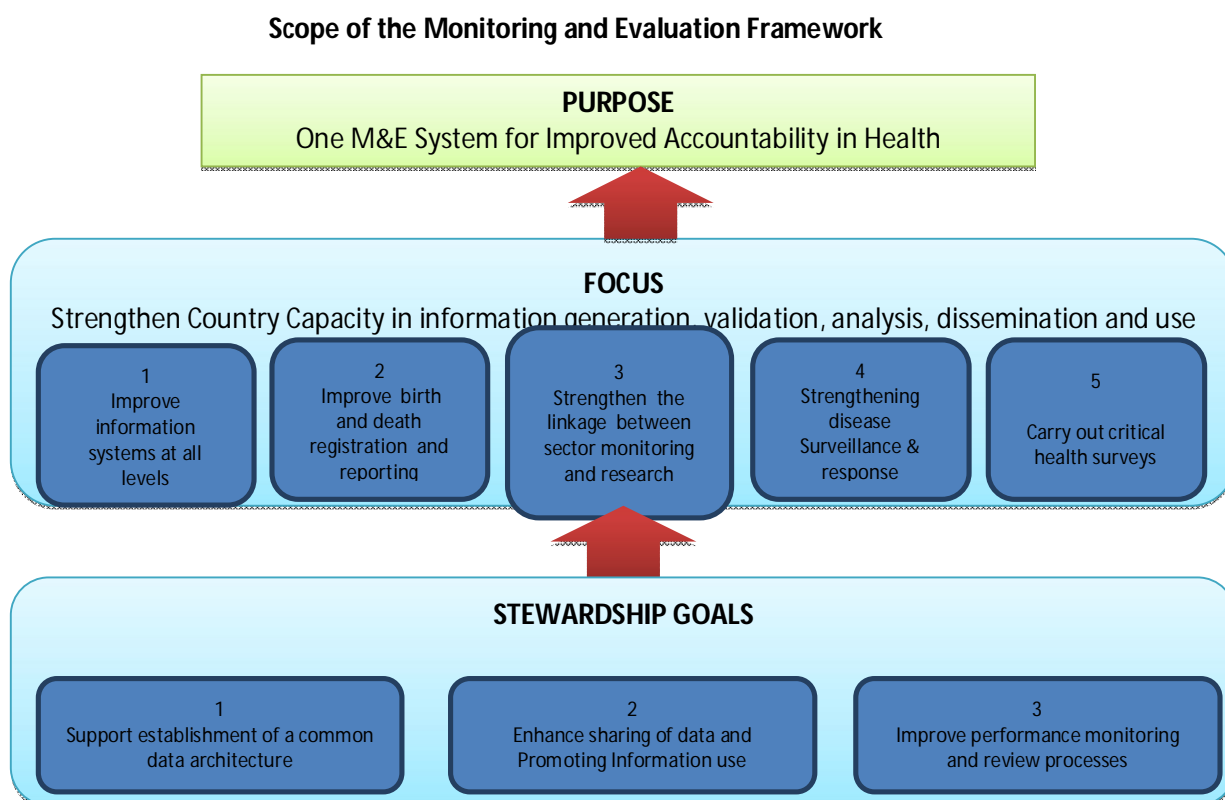 Scope of the Monitoring and Evaluation Framework
PURPOSE
One M&E System for Improved Accountability in Health
FOCUS
Strengthen Country Capacity in information generation, validation, analysis, dissemination and use
1
Improve
information
systems at all
levels
2
Improve birth
and death
registration and
reporting
3
Strengthen the
linkage between
sector monitoring
and research
4
Strengthening
disease
Surveillance &
response
5
Carry out critical
health surveys
STEWARDSHIP GOALS
1
Support establishment of a common
data architecture
2
Enhance sharing of data and
Promoting Information use
3
Improve performance monitoring
and review processes